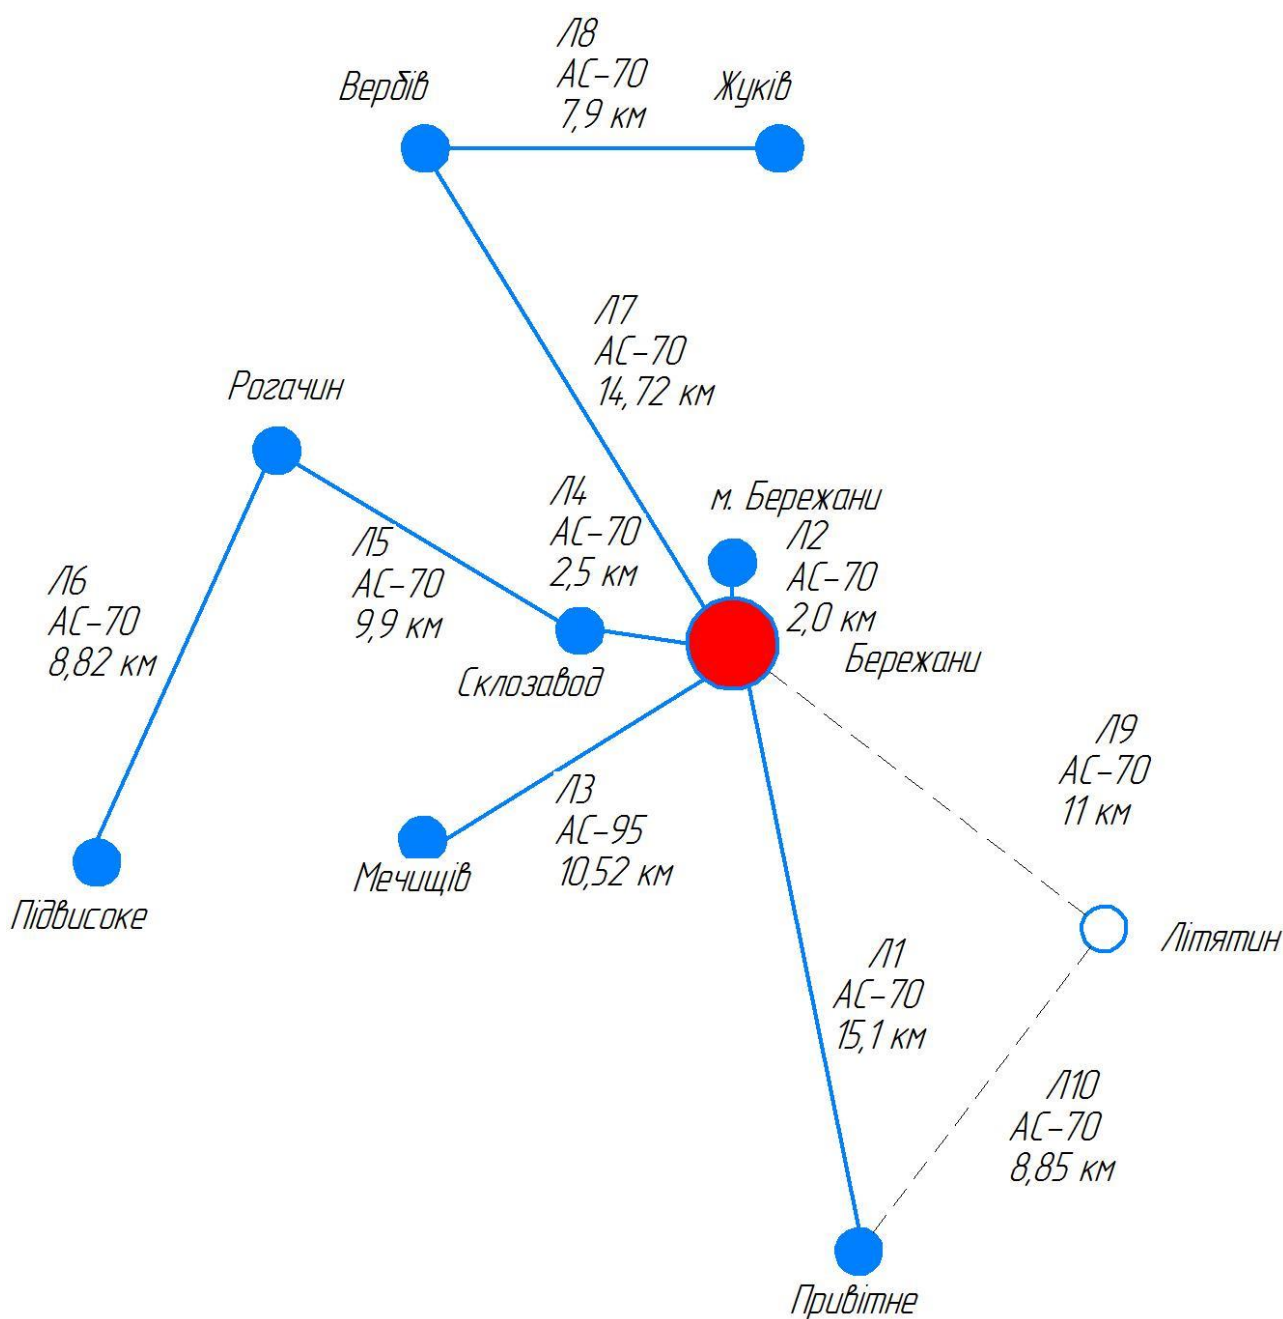 Л8
АС-70
7,9 км
Вербів
Жуків
Л7
АС-70
14,72 км
Рогачин
Л4
АС-70
2,5 км
м. Бережани
Л2
АС-70
2,0 км
Л5
АС-70
9,9 км
Л6
АС-70
8,82 км
Склозавод
Бережани
Л9
АС-70
11 км
Л3
АС-95
10,52 км
Мечищів
Підвисоке
Літятин
Л1
АС-70
15,1 км
Л10
АС-70
8,85 км
Привітне